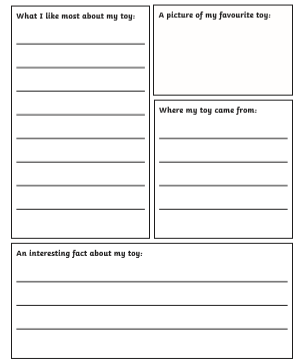 What I like most about my toy:
A picture of my favourite toy:
Where my toy came from:
An interesting fact about my toy: